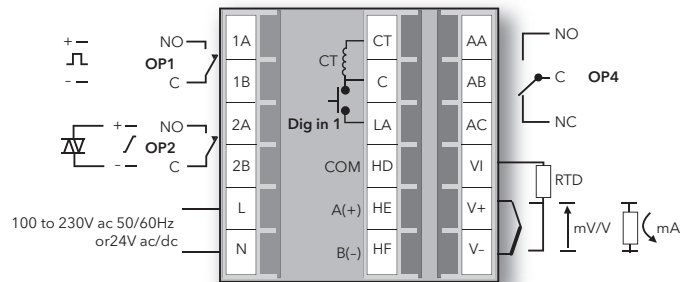 + – NO 1A CT AA NO
OP1 CT
– – C 1B C AB C OP4
+ – NO 2A Dig in 1 LA AC NC
OP2
– – C 2B COM HD VI
RTD
100 to 230V ac 50/60Hz L A(+) HE V+
or24V ac/dc mV/V mA
N B(–) HF V–